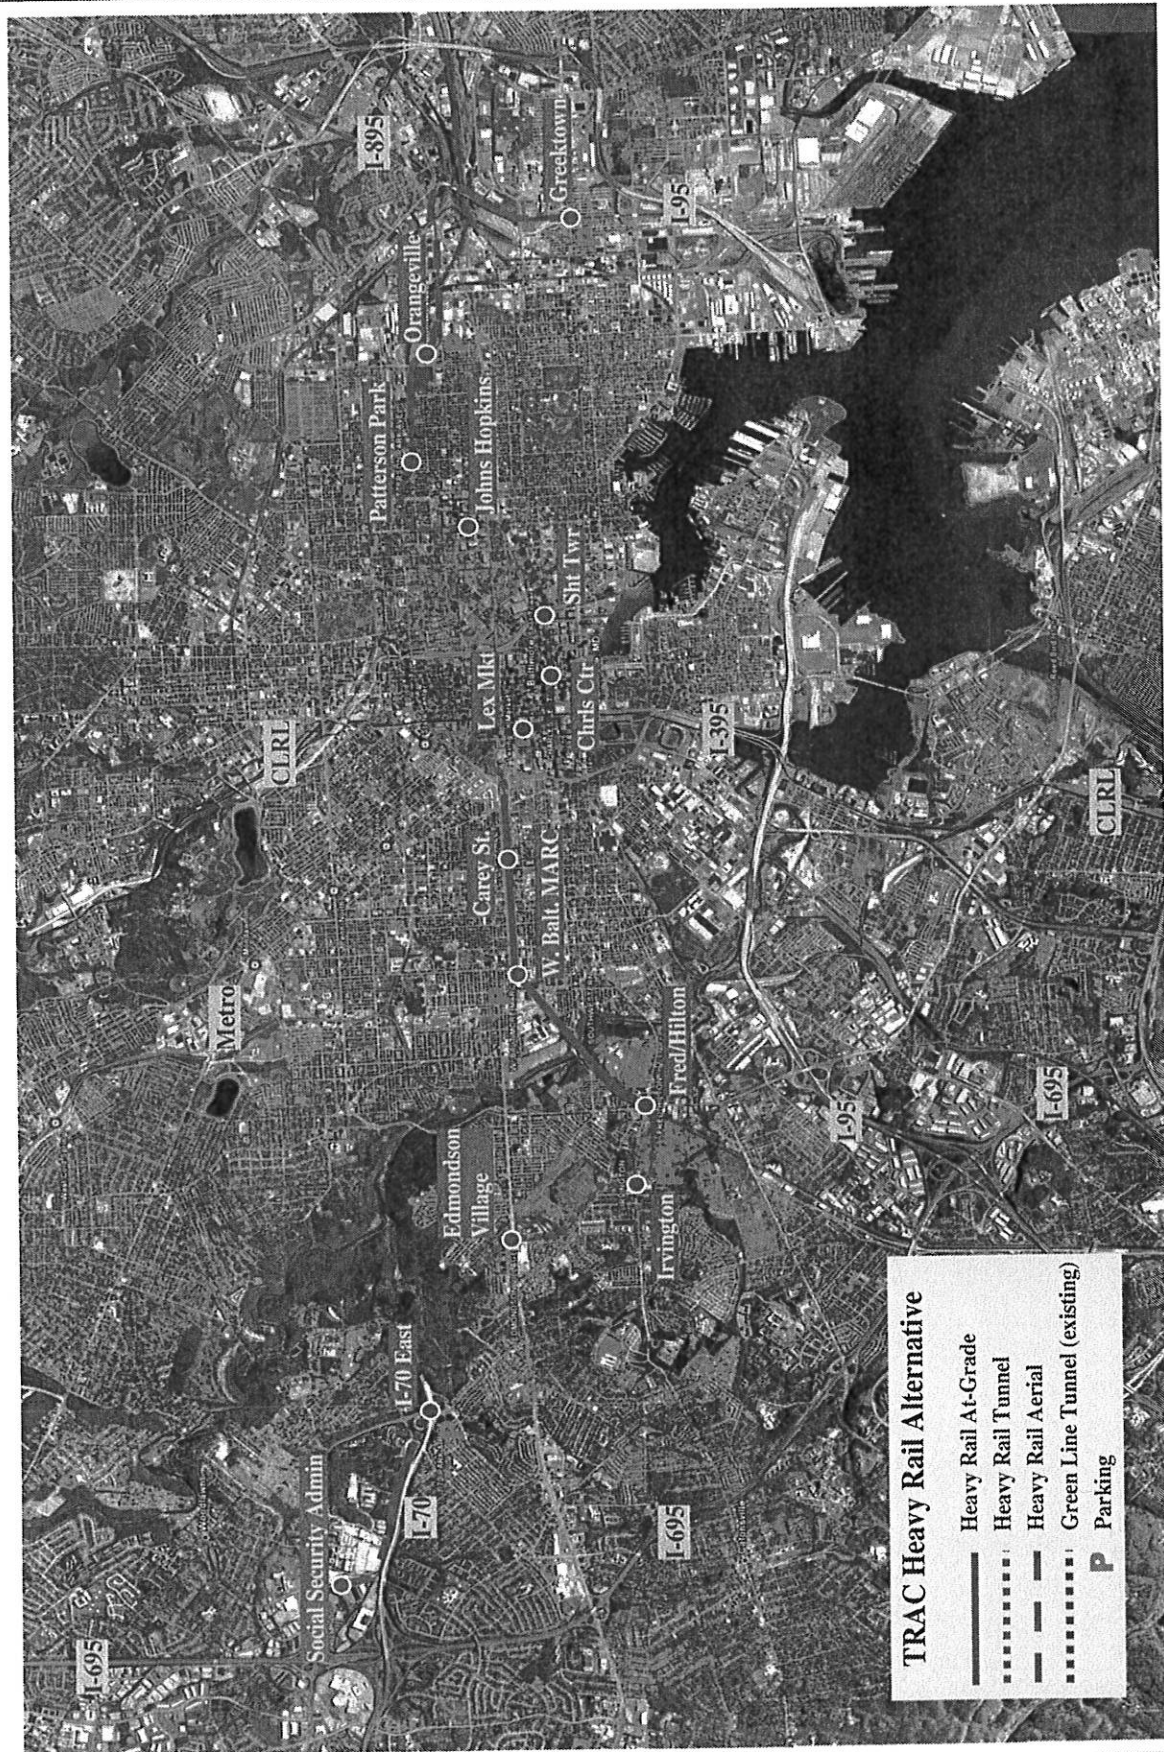 I-695
Social Security Admin
I-70
I-70 East
Edmondson
Village
Irvington
Fred/Hilton
I-695
I-95
I-695
Metro
W. Balt. MARC
Carey St.
CLRL
CLRL
Lex Mkt
Chris Ctr
I-395
Sht Twr
Johns Hopkins
Patterson Park
Orangeville
Greektown
I-895
I-95
TRAC Heavy Rail Alternative
Heavy Rail At-Grade
Heavy Rail Tunnel
Heavy Rail Aerial
Green Line Tunnel (existing)
P Parking